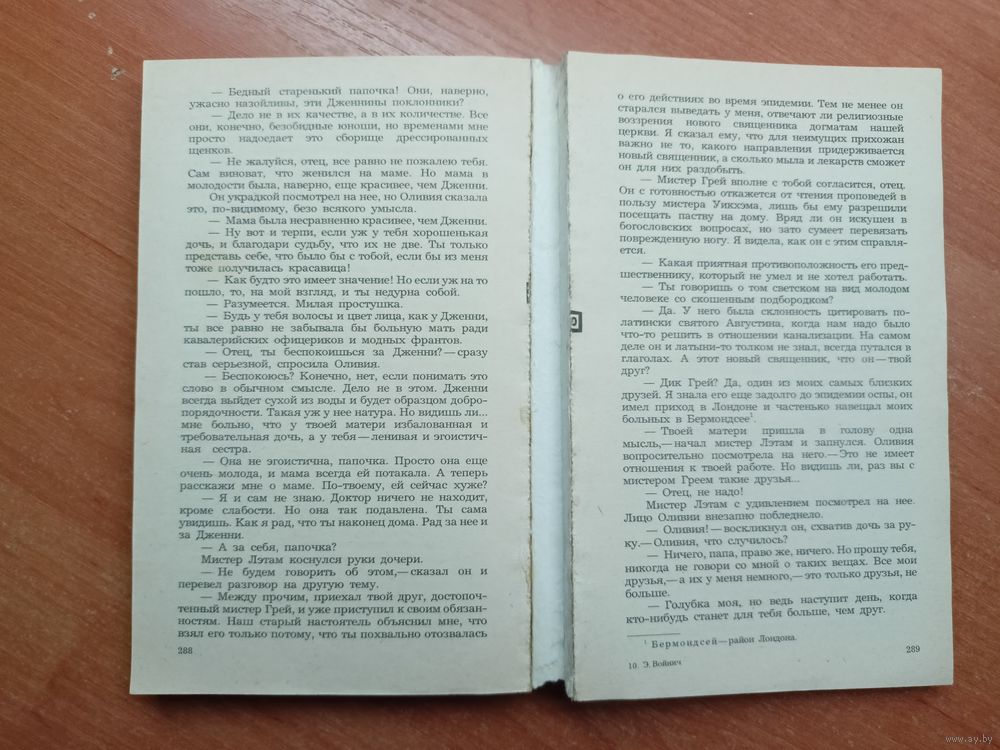 — Бедный старенький папочка! Они, наверно,
ужасно назойливы, эти Дженнины поклонники?
— Дело не в их качестве, а в их количестве. Все
они, конечно, безобидные юноши, но временами мне
просто надоедает это сборище дрессированных
щенков.
— Не жалуйся, отец, все равно не пожалею тебя.
Сам виноват, что женился на маме. Но мама в
молодости была, наверно, еще красивее, чем Дженни.
Он украдкой посмотрел на нее, но Оливия сказала
это, по-видимому, безо всякого умысла.
— Мама была несравненно красивее, чем Дженни.
— Ну вот и терпи, если уж у тебя хорошенькая
дочь, и благодари судьбу, что их не две. Ты только
представь себе, что было бы с тобой, если бы из меня
тоже получилась красавица!
— Как будто это имеет значение! Но если уж на то
пошло, то, на мой взгляд, и ты недурна собой.
— Разумеется. Милая простушка.
— Будь у тебя волосы и цвет лица, как у Дженни,
ты все равно не забывала бы больную мать ради
кавалерийских офицериков и модных франтов.
— Отец, ты беспокоишься за Дженни?—сразу
став серьезной, спросила Оливия.
— Беспокоюсь? Конечно, нет, если понимать это
слово в обычном смысле. Дело не в этом. Дженни
всегда выйдет сухой из воды и будет образцом добро-
порядочности. Такая уж у нее натура. Но видишь ли...
мне больно, что у твоей матери избалованная и
требовательная дочь, а у тебя—ленивая и эгоистич-
ная сестра.
— Она не эгоистична, папочка. Просто она еще
очень молода, и мама всегда ей потакала. А теперь
расскажи мне о маме. По-твоему, ей сейчас хуже?
— Я и сам не знаю. Доктор ничего не находит,
кроме слабости. Но она так подавлена. Ты сама
увидишь. Как я рад, что ты наконец дома. Рад за нее и
за Дженни.
— А за себя, папочка?
Мистер Лэтам коснулся руки дочери.
— Не будем говорить об этом,—сказал он и
перевел разговор на другую тему.
— Между прочим, приехал твой друг, достопоч-
тенный мистер Грей, и уже приступил к своим обязан-
ностям. Наш старый настоятель объяснил мне, что
взял его только потому, что ты похвально отозвалась
288
о его действиях во время эпидемии. Тем не менее он
старался выведать у меня, отвечают ли религиозные
воззрения нового священника догматам нашей
церкви. Я сказал ему, что для неимущих прихожан
важно не то, какого направления придерживается
новый священник, а сколько мыла и лекарств сможет
он для них раздобыть.
— Мистер Грей вполне с тобой согласится, отец.
Он с готовностью откажется от чтения проповедей в
пользу мистера Уикхэма, лишь бы ему разрешили
посещать паству на дому. Вряд ли он искушен в
богословских вопросах, но зато сумеет перевязать
поврежденную ногу. Я видела, как он с этим справля-
ется.
— Какая приятная противоположность его пред-
шественнику, который не умел и не хотел работать.
— Ты говоришь о том светском на вид молодом
человеке со скошенным подбородком?
— Да. У него была склонность цитировать по-
латински святого Августина, когда нам надо было
что-то решить в отношении канализации. На самом
деле он и латыни-то толком не знал, всегда путался в
глаголах. А этот новый священник, что он—твой
друг?
— Дик Грей? Да, один из моих самых близких
друзей. Я знала его еще задолго до эпидемии оспы, он
имел приход в Лондоне и частенько навещал моих
больных в Бермондсее¹.
— Твоей матери пришла в голову одна
мысль,—начал мистер Лэтам и запнулся. Оливия
вопросительно посмотрела на него.—Это не имеет
отношения к твоей работе. Но видишь ли, раз вы с
мистером Греем такие друзья...
— Отец, не надо!
Мистер Лэтам с удивлением посмотрел на нее.
Лицо Оливии внезапно побледнело.
— Оливия!—воскликнул он, схватив дочь за ру-
ку.—Оливия, что случилось?
— Ничего, папа, право же, ничего. Но прошу тебя,
никогда не говори со мной о таких вещах. Все мои
друзья,—а их у меня немного,—это только друзья, не
больше.
— Голубка моя, но ведь наступит день, когда
кто-нибудь станет для тебя больше, чем друг.
¹ Бермондсей—район Лондона.
10 Э. Войнич
289
www.ay.by